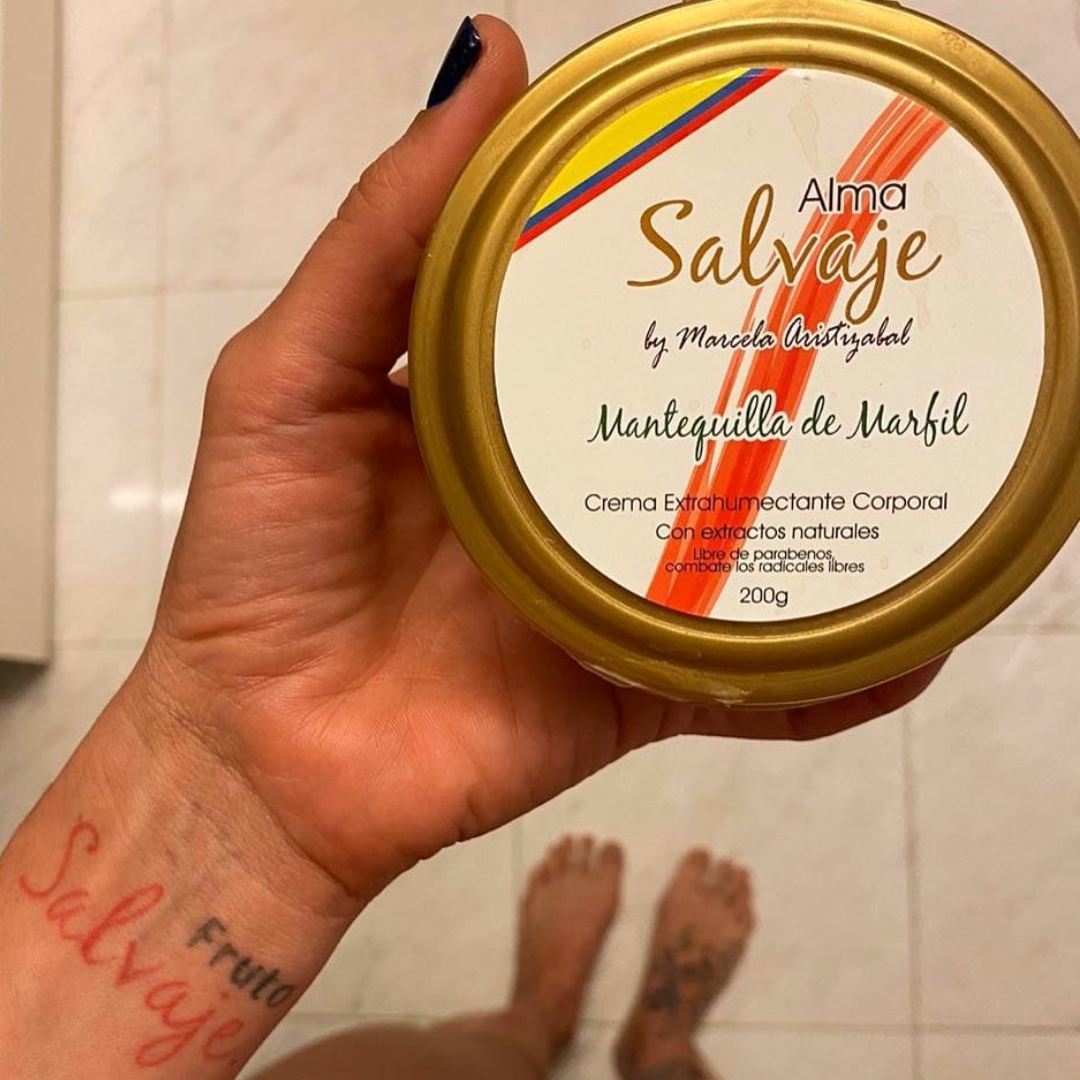 Alma
Salvaje
by Marcela Aristizabal
Mantequilla de Marfil
Crema Extrahumectante Corporal
Con extractos naturales
Libre de parabenos,
combate los radicales libres
200g
Fruto
Salvaje.